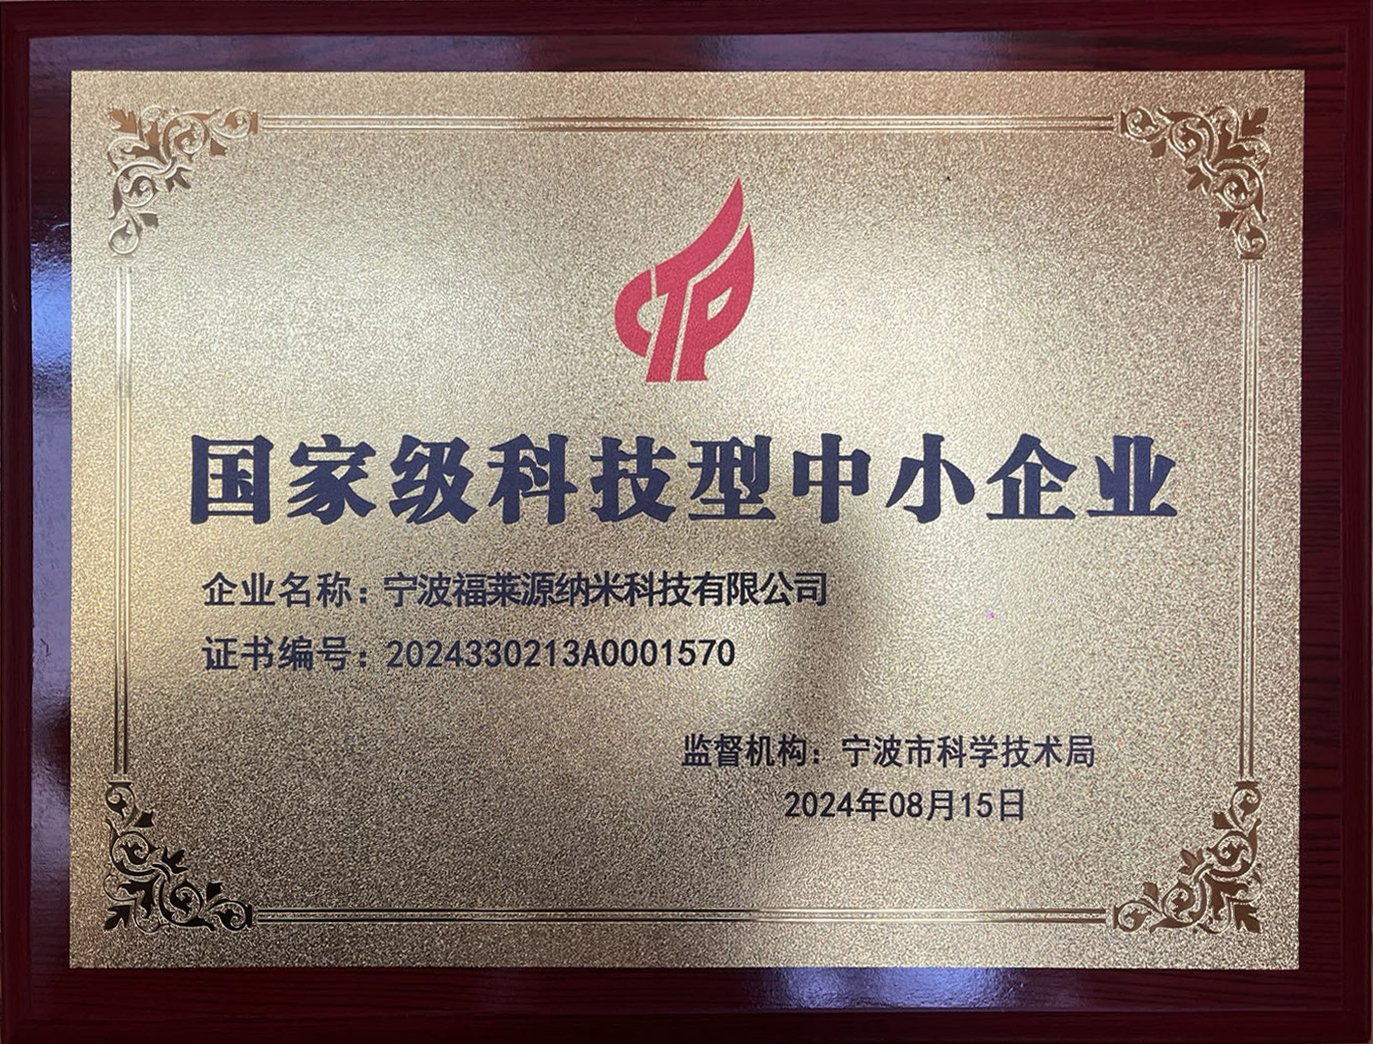 CTP
国家级科技型中小企业
企业名称：宁波福莱源纳米科技有限公司
证书编号：2024330213A0001570
监督机构：宁波市科学技术局
2024年08月15日